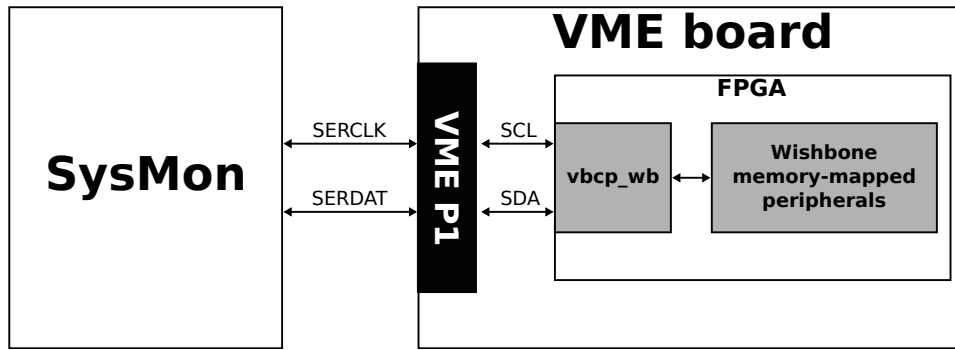 VME board
FPGA
SysMon
SERCLK
SERDAT
VME P1
SCL
SDA
vbcp_wb
Wishbone
memory-mapped
peripherals